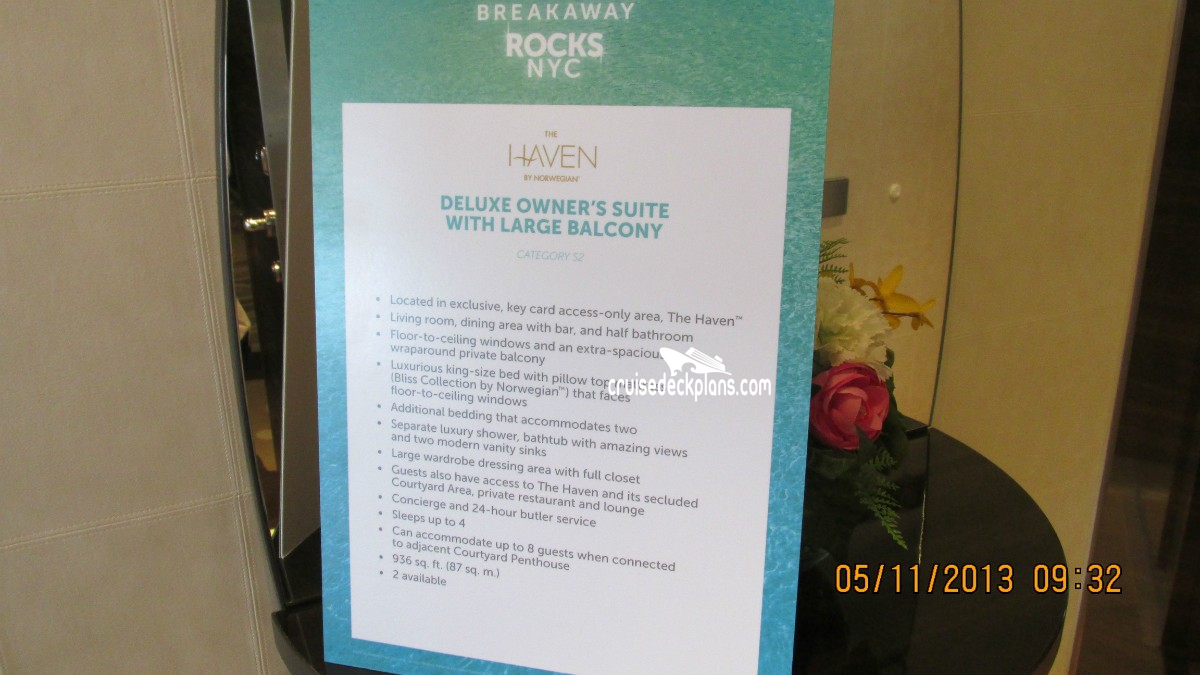 BREAKAWAY
ROCKS
NYC
THE
HAVEN
BY NORWEGIAN™
DELUXE OWNER'S SUITE
WITH LARGE BALCONY
CATEGORY S2
• Located in exclusive, key card access-only area, The Haven™
• Living room, dining area with bar, and half bathroom
• Floor-to-ceiling windows and an extra-spacious
wraparound private balcony
• Luxurious king-size bed with pillow top
(Bliss Collection by Norwegian™) that faces
floor-to-ceiling windows
• Additional bedding that accommodates two
• Separate luxury shower, bathtub with amazing views
and two modern vanity sinks
• Large wardrobe dressing area with full closet
• Guests also have access to The Haven and its secluded
Courtyard Area, private restaurant and lounge
• Concierge and 24-hour butler service
• Sleeps up to 4
• Can accommodate up to 8 guests when connected
to adjacent Courtyard Penthouse
• 936 sq. ft. (87 sq. m.)
• 2 available
cruisedeckplans.com
05/11/2013 09:32